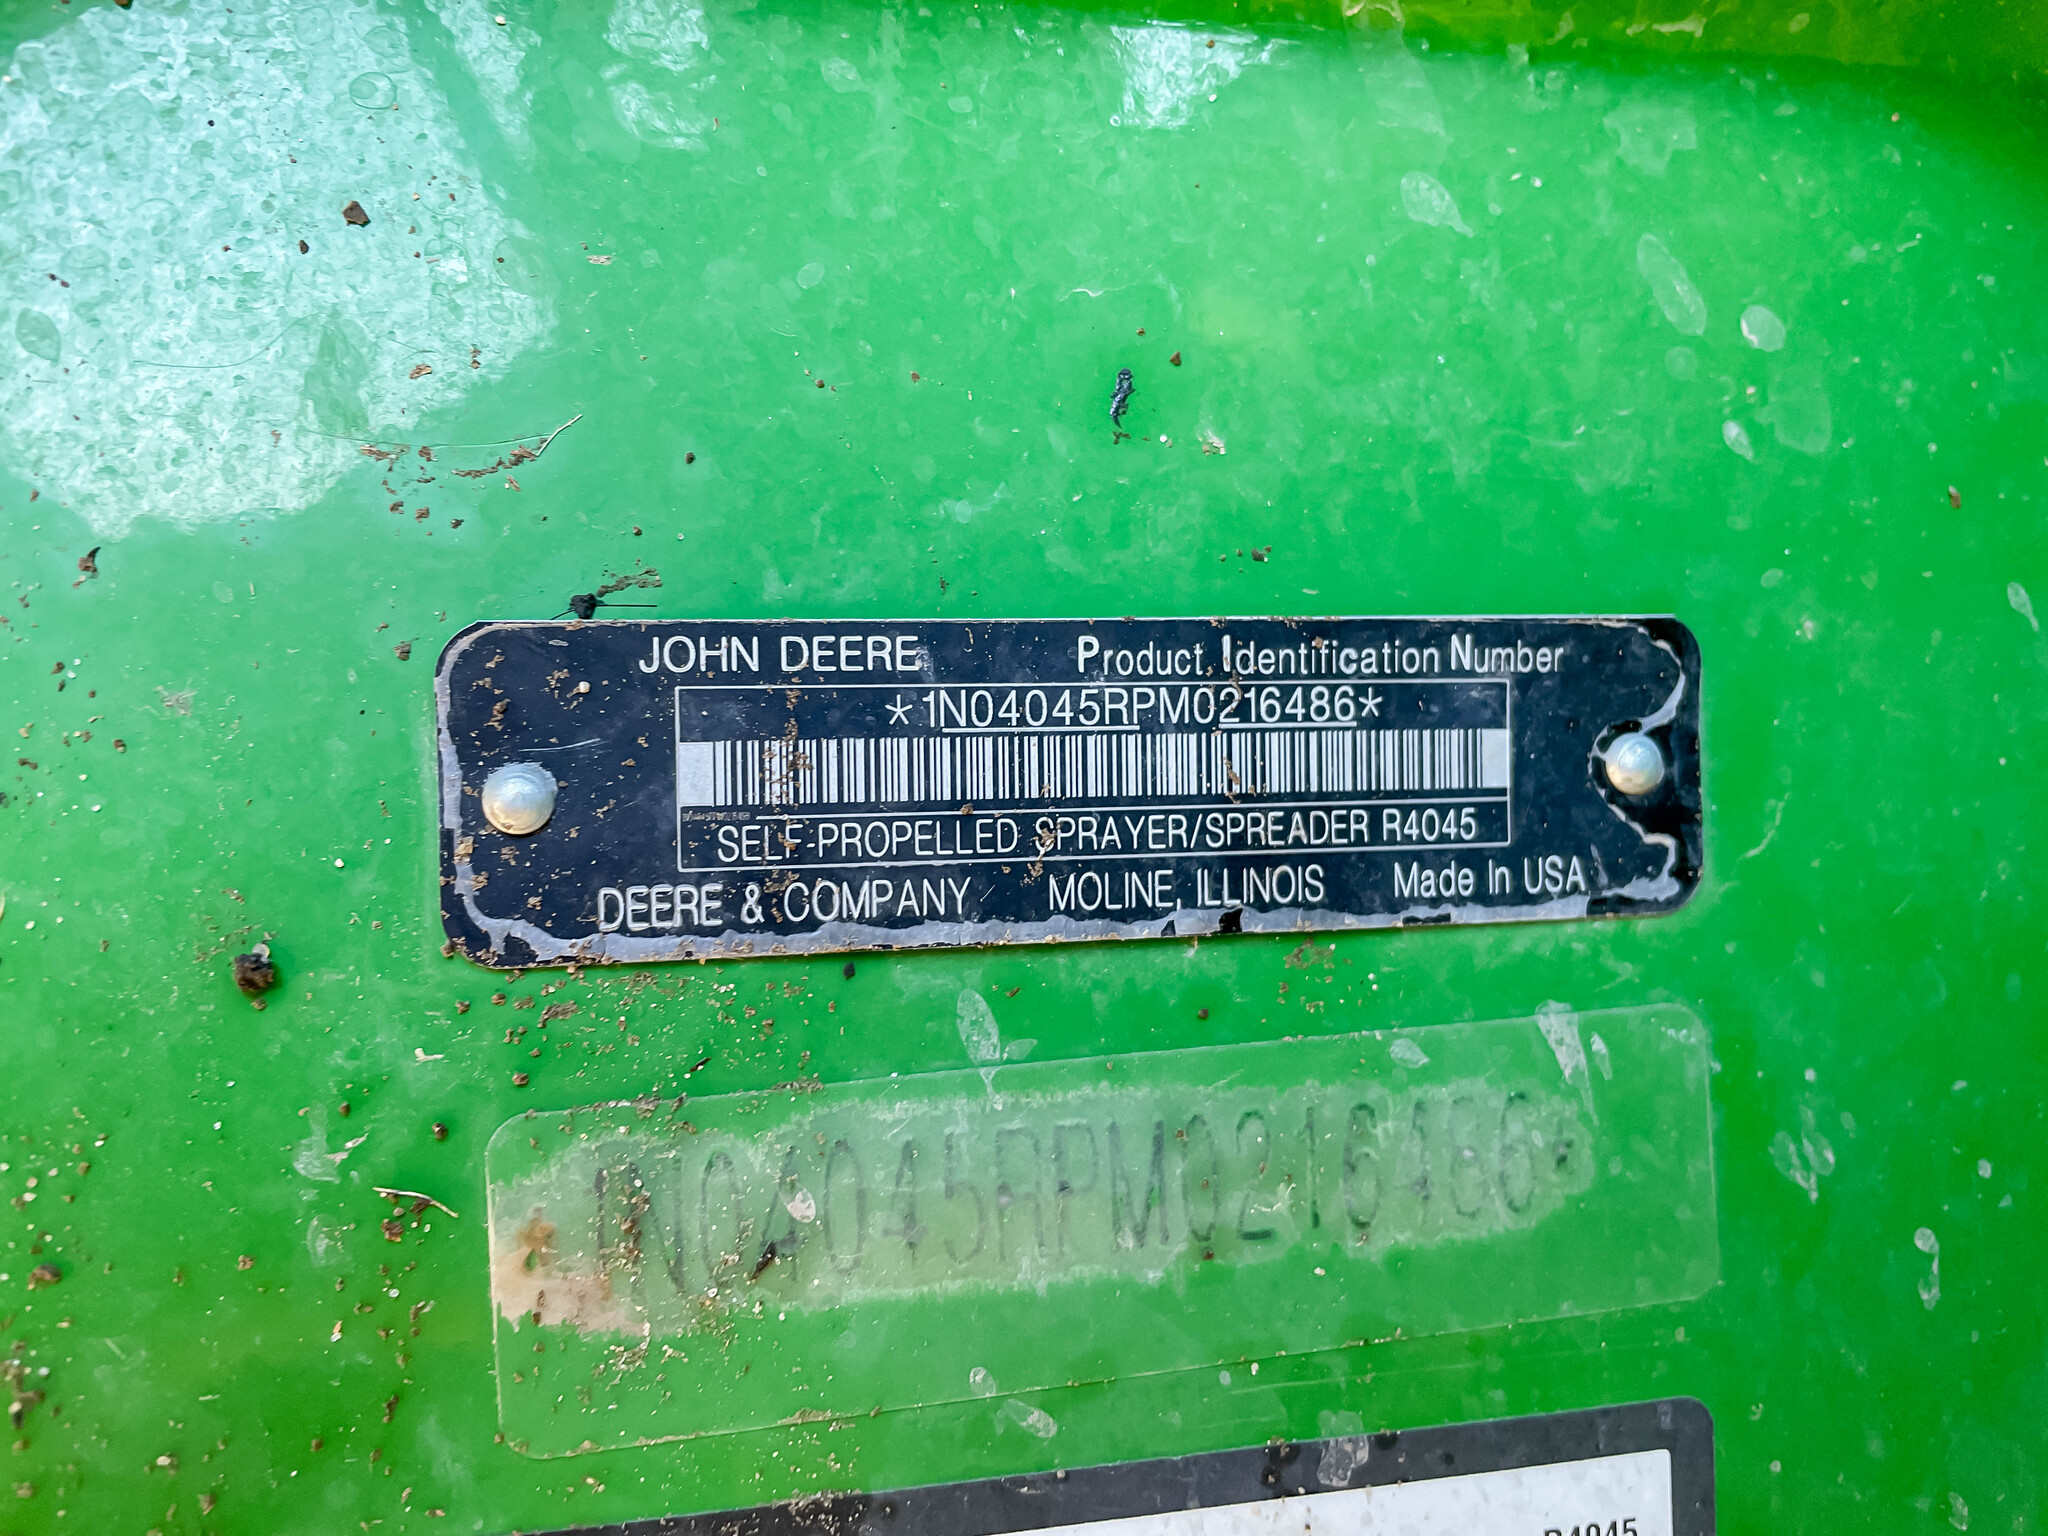 JOHN DEERE Product Identification Number
*1N04045RPM0216486*
SELF-PROPELLED SPRAYER/SPREADER R4045
DEERE & COMPANY MOLINE, ILLINOIS Made In USA
1N04045RPM0216486*
R4045